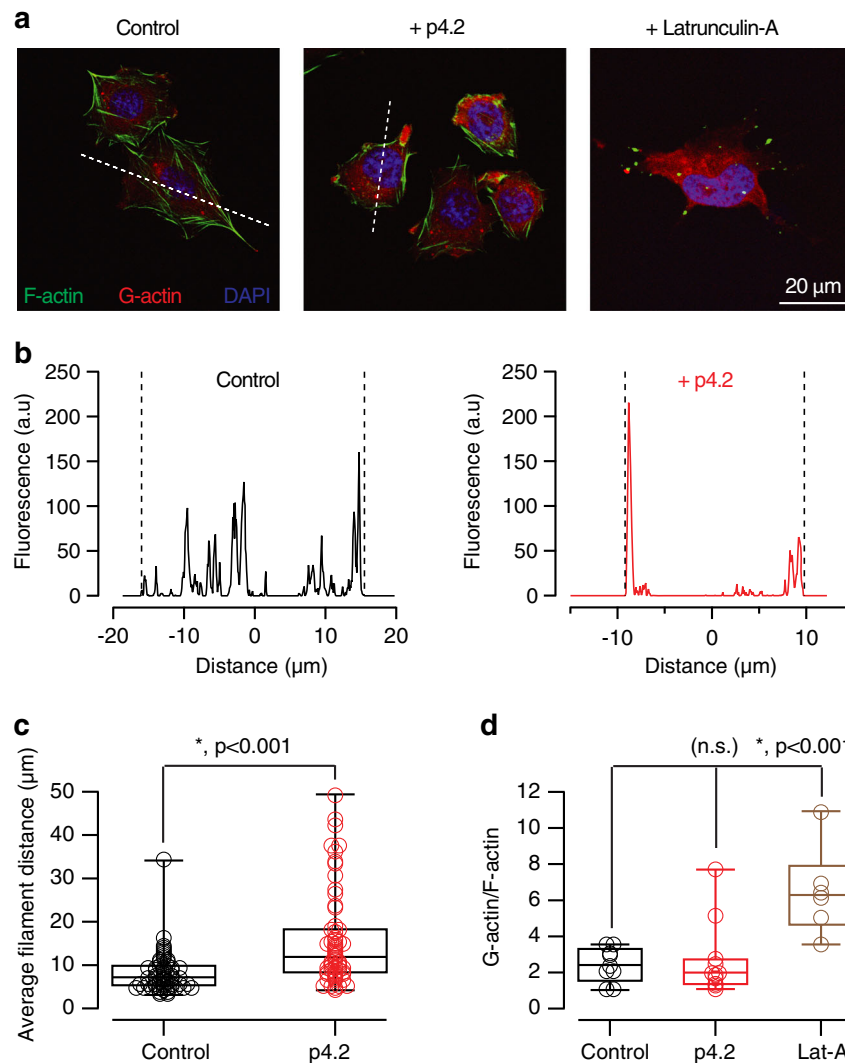 a
Control
+ p4.2
+ Latrunculin-A
F-actin G-actin DAPI
20 µm
b
Fluorescence (a.u)
250
200
150
100
50
0
Control
-20 -10 0 10 20
Distance (µm)
Fluorescence (a.u)
250
200
150
100
50
0
+ p4.2
-10 0 10
Distance (µm)
c
*, p<0.001
Average filament distance (µm)
50
40
30
20
10
0
Control p4.2
d
(n.s.) *, p<0.001
G-actin/F-actin
12
10
8
6
4
2
0
Control p4.2 Lat-A